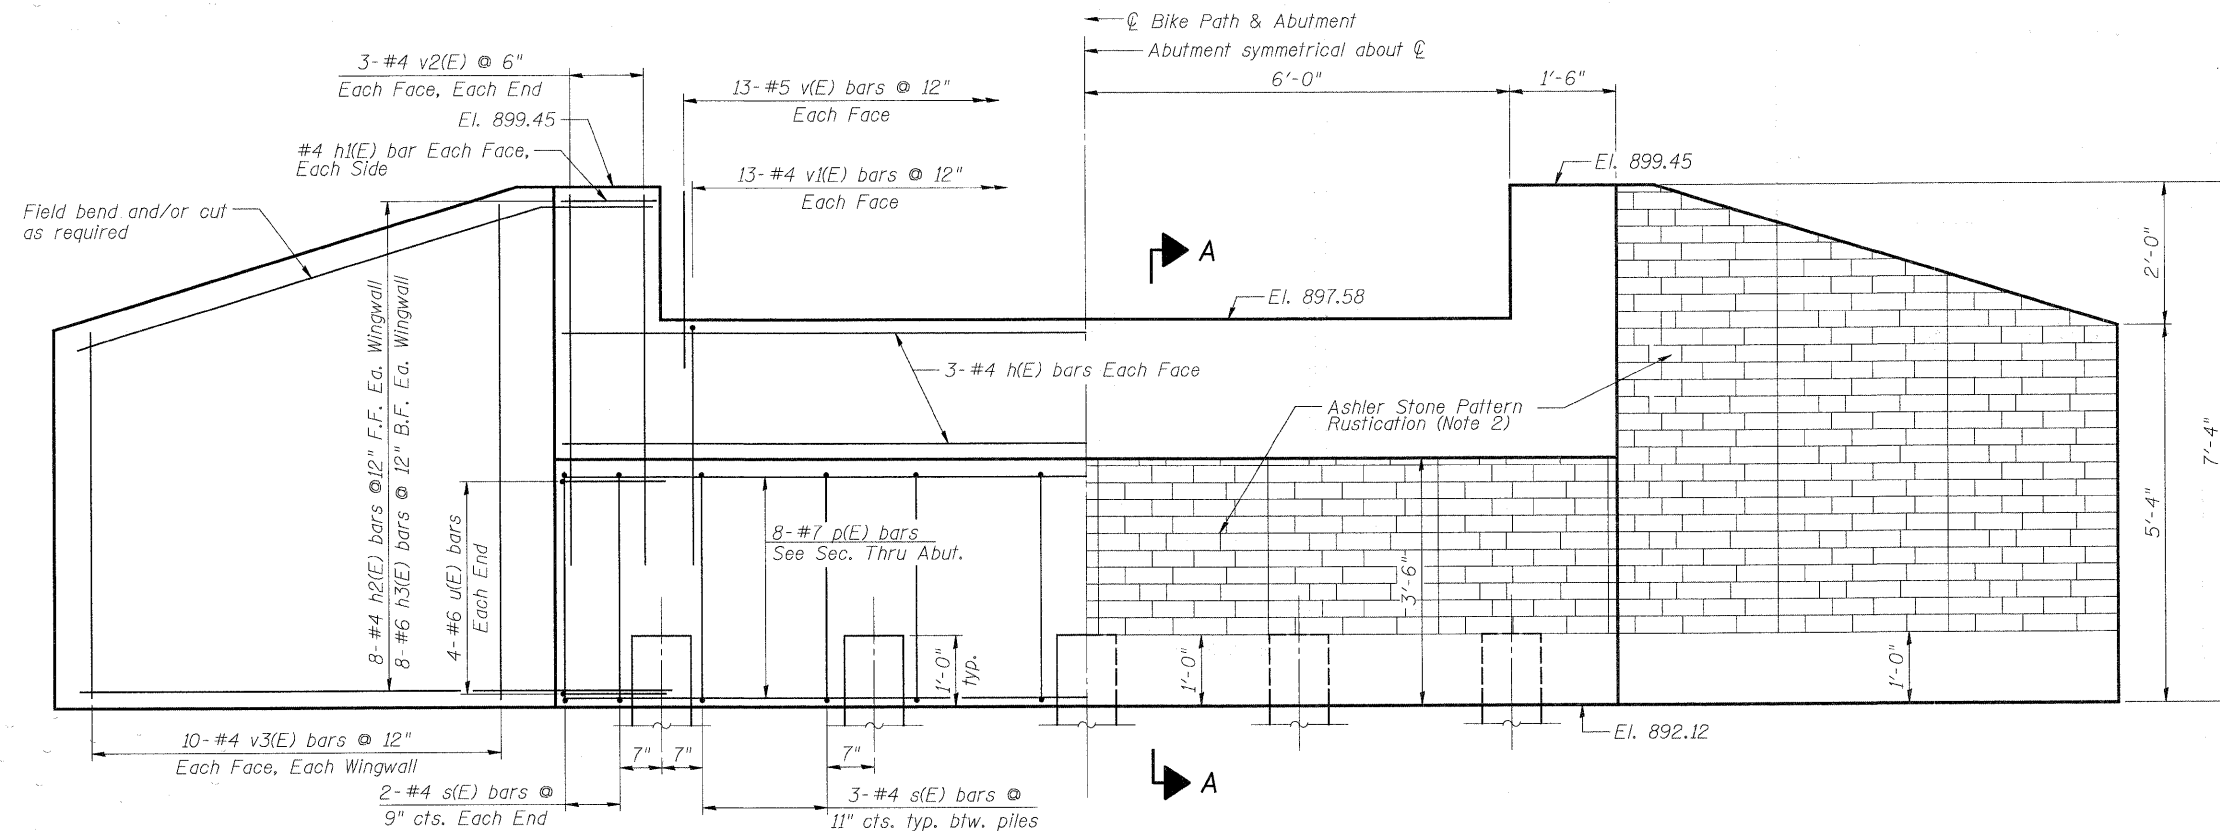 ℄ Bike Path & Abutment
Abutment symmetrical about ℄
3-#4 v2(E) @ 6"
Each Face, Each End
13-#5 v(E) bars @ 12"
Each Face
6'-0"
1'-6"
El. 899.45
#4 h1(E) bar Each Face,
Each Side
13-#4 v1(E) bars @ 12"
Each Face
El. 899.45
Field bend and/or cut
as required
A
2'-0"
El. 897.58
8-#4 h2(E) bars @12" F.F. Ea. Wingwall
8-#6 h3(E) bars @ 12" B.F. Ea. Wingwall
3-#4 h(E) bars Each Face
Ashler Stone Pattern
Rustication (Note 2)
7'-4"
5'-4"
4-#6 u(E) bars
Each End
8-#7 p(E) bars
See Sec. Thru Abut.
3'-6"
1'-0"
typ.
1'-0"
1'-0"
El. 892.12
10-#4 v3(E) bars @ 12"
Each Face, Each Wingwall
7"
7"
7"
A
2-#4 s(E) bars @
9" cts. Each End
3-#4 s(E) bars @
11" cts. typ. btw. piles